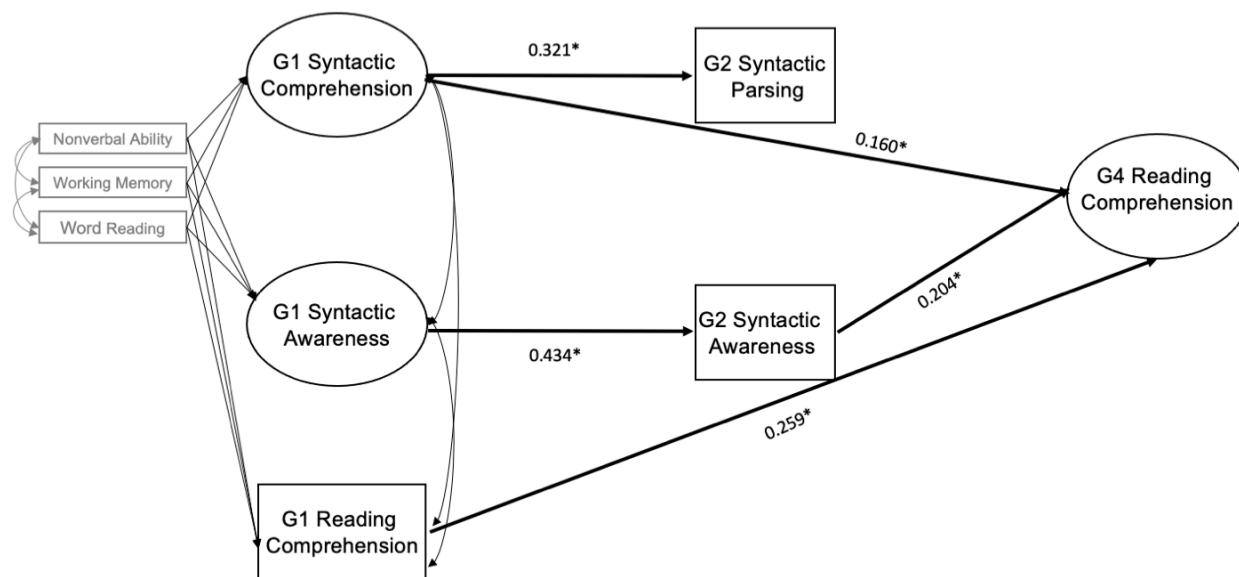 G1 Syntactic
Comprehension
0.321*
G2 Syntactic
Parsing
Nonverbal Ability
Working Memory
Word Reading
0.160*
G4 Reading
Comprehension
G1 Syntactic
Awareness
0.434*
G2 Syntactic
Awareness
0.204*
0.259*
G1 Reading
Comprehension